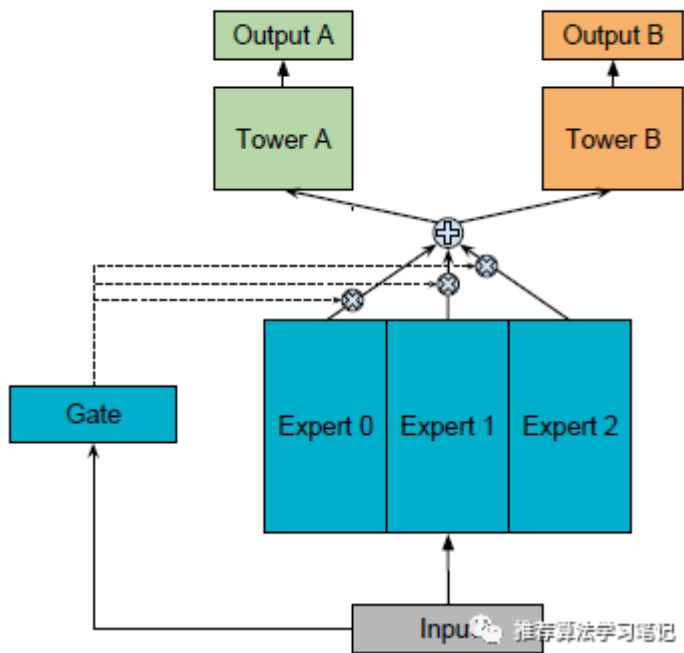 Output A
Output B
Tower A
Tower B
Gate
Expert 0
Expert 1
Expert 2
Input
推荐算法学习笔记